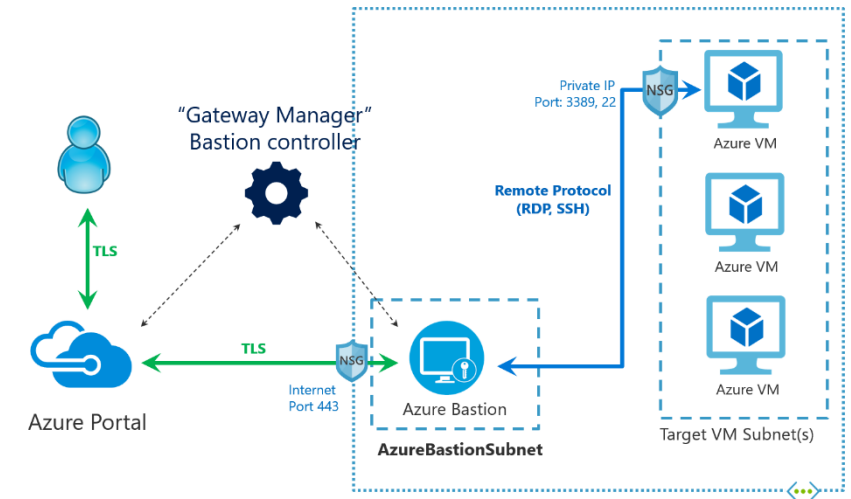 “Gateway Manager”
Bastion controller
TLS
Azure Portal
TLS
NSG
Internet
Port 443
Azure Bastion
AzureBastionSubnet
Remote Protocol
(RDP, SSH)
Private IP
Port: 3389, 22
NSG
Azure VM
Azure VM
Azure VM
Target VM Subnet(s)